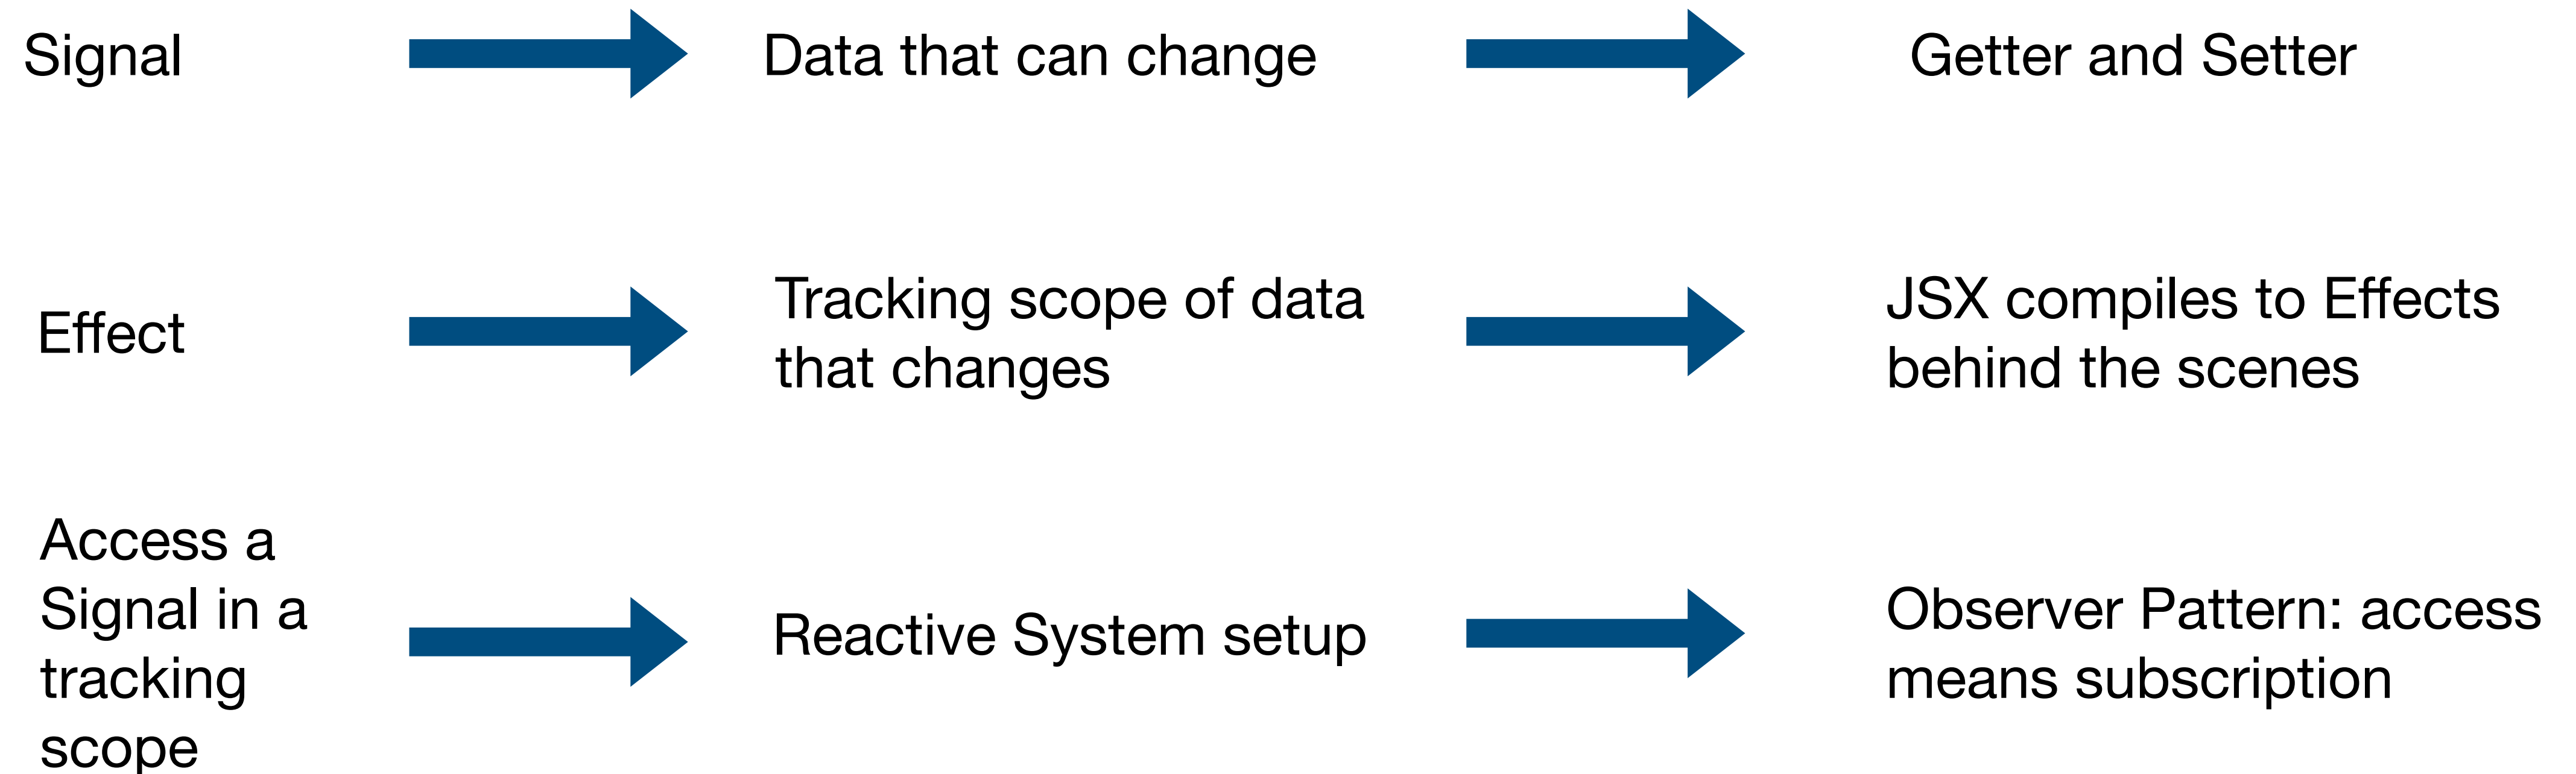 Signal
Data that can change
Getter and Setter
Effect
Tracking scope of data
that changes
JSX compiles to Effects
behind the scenes
Access a
Signal in a
tracking
scope
Reactive System setup
Observer Pattern: access
means subscription